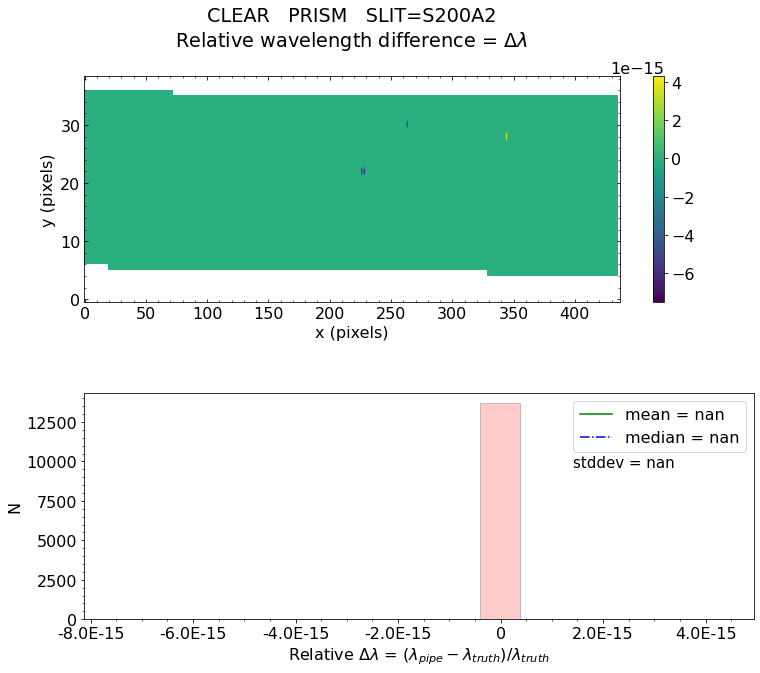 CLEAR   PRISM   SLIT=S200A2
Relative wavelength difference = Δλ
1e−15
4
2
0
−2
−4
−6
30
20
10
0
y (pixels)
0 50 100 150 200 250 300 350 400
x (pixels)
12500
10000
7500
5000
2500
0
N
mean = nan
median = nan
stddev = nan
-8.0E-15 -6.0E-15 -4.0E-15 -2.0E-15 0 2.0E-15 4.0E-15
Relative Δλ = (λpipe − λtruth)/λtruth